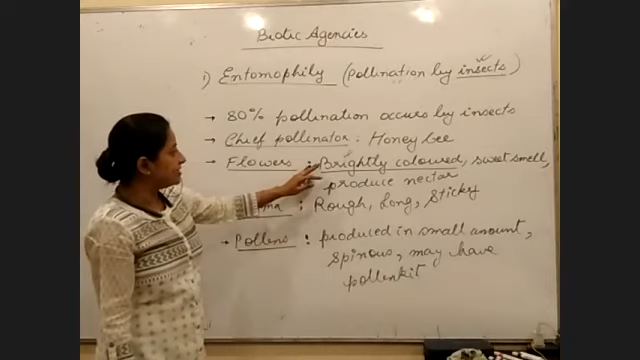 Biotic Agencies
1) Entomophily (Pollination by insects)
→ 80% pollination occurs by insects
→ Chief pollinator : Honey bee
→ Flowers : Brightly coloured, sweet smell,
produce nectar
: Rough, Long, Sticky
→ Pollens : produced in small amount,
spinous, may have
pollenkit